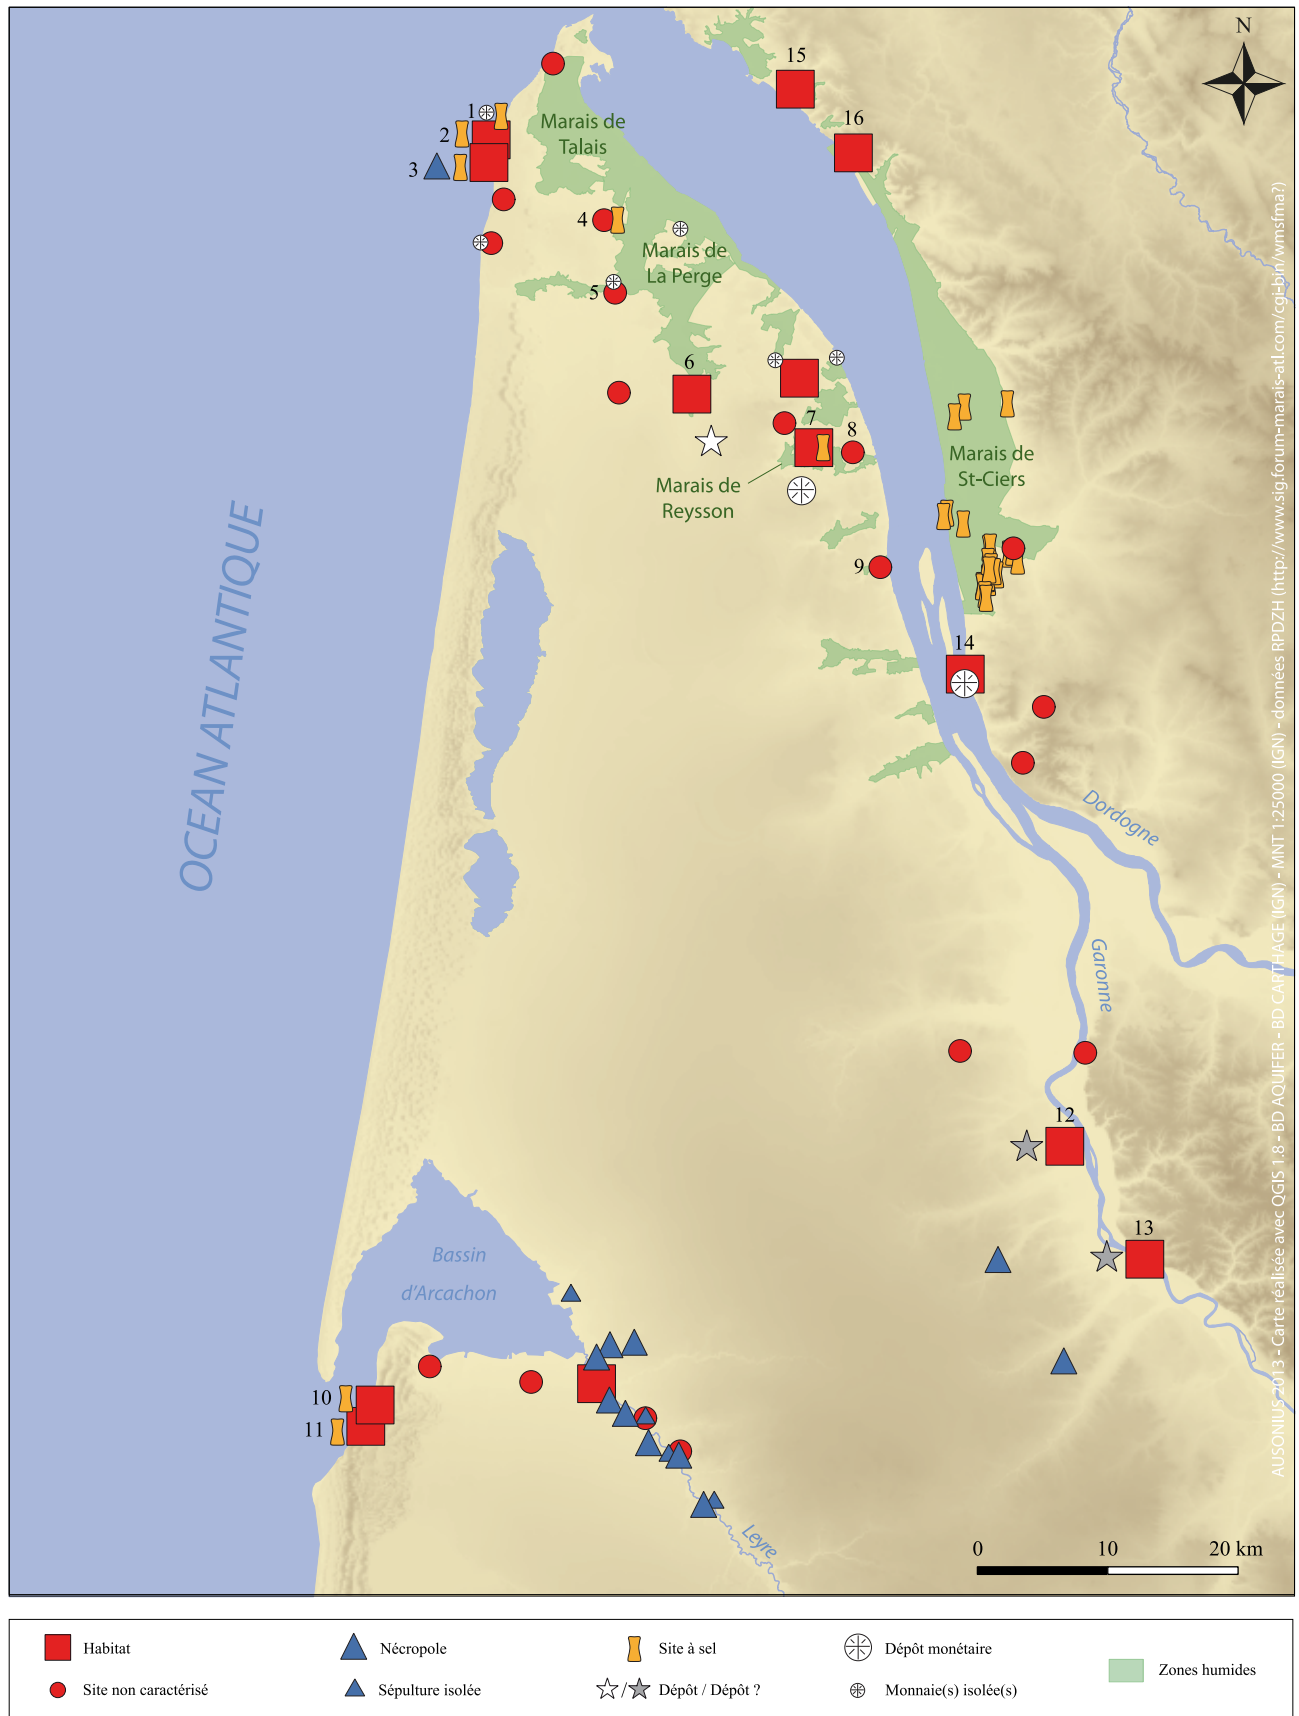 N
15
16
1
2
3
Marais de
Talais
4
Marais de
La Perge
5
6
7
8
Marais de
Reysson
Marais de
St-Ciers
9
14
OCEAN ATLANTIQUE
Dordogne
Garonne
12
13
Bassin
d'Arcachon
10
11
Leyre
0 10 20 km
AUSONIUS 2013 - Carte réalisée avec QGIS 1.8 - BD AQUIFER - BD CARTHAGE (IGN) - MNT 1:25000 (IGN) - données RPDZH (http://www.sig.forum-marais-atl.com/cgi-bin/wmsfma?)
Habitat
Nécropole
Site à sel
Dépôt monétaire
Zones humides
Site non caractérisé
Sépulture isolée
/ Dépôt / Dépôt ?
Monnaie(s) isolée(s)